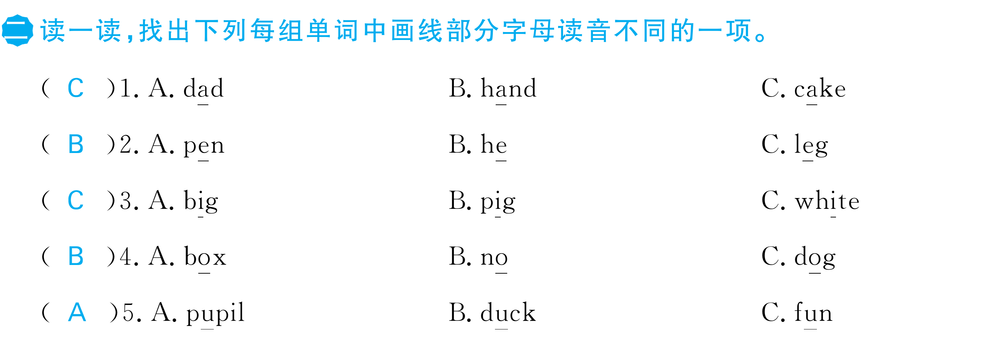 二 读一读,找出下列每组单词中画线部分字母读音不同的一项。
( C )1. A. dad B. hand C. cake
( B )2. A. pen B. he C. leg
( C )3. A. big B. pig C. white
( B )4. A. box B. no C. dog
( A )5. A. pupil B. duck C. fun